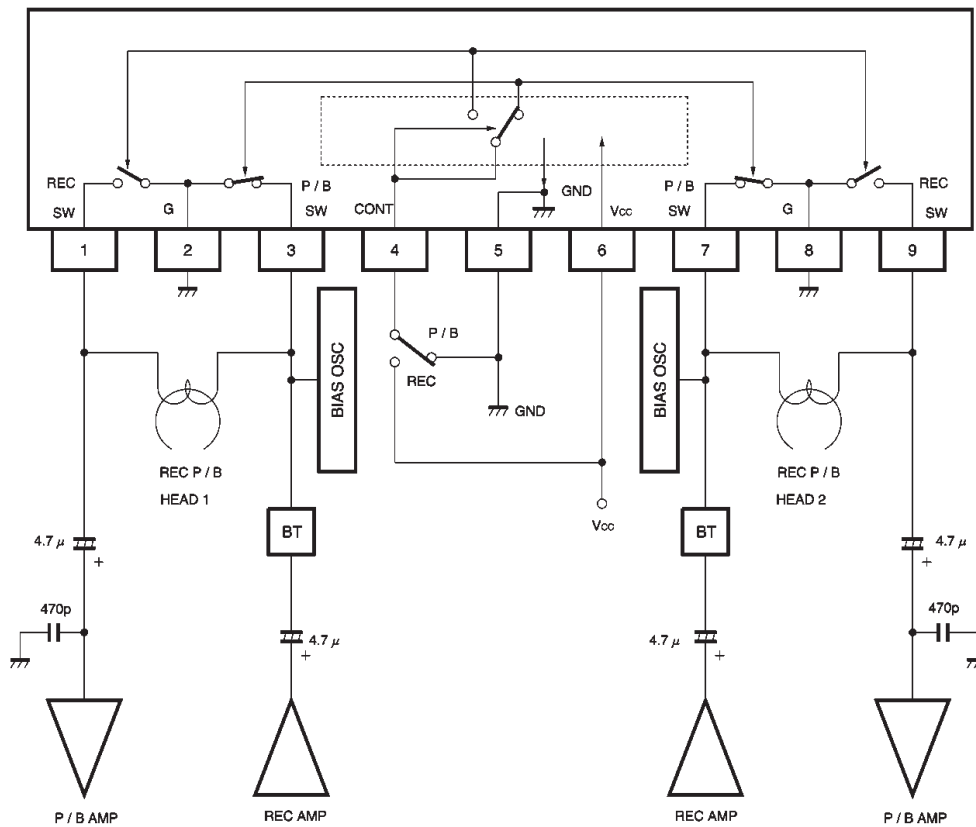 REC
P / B
GND
P / B
REC
SW
G
SW
CONT
Vcc
SW
G
SW
1
2
3
4
5
6
7
8
9
P / B
REC
GND
BIAS OSC
BIAS OSC
REC P / B
HEAD 1
REC P / B
HEAD 2
Vcc
BT
BT
4.7 μ
+
4.7 μ
+
470p
470p
4.7 μ
+
4.7 μ
+
P / B AMP
REC AMP
REC AMP
P / B AMP